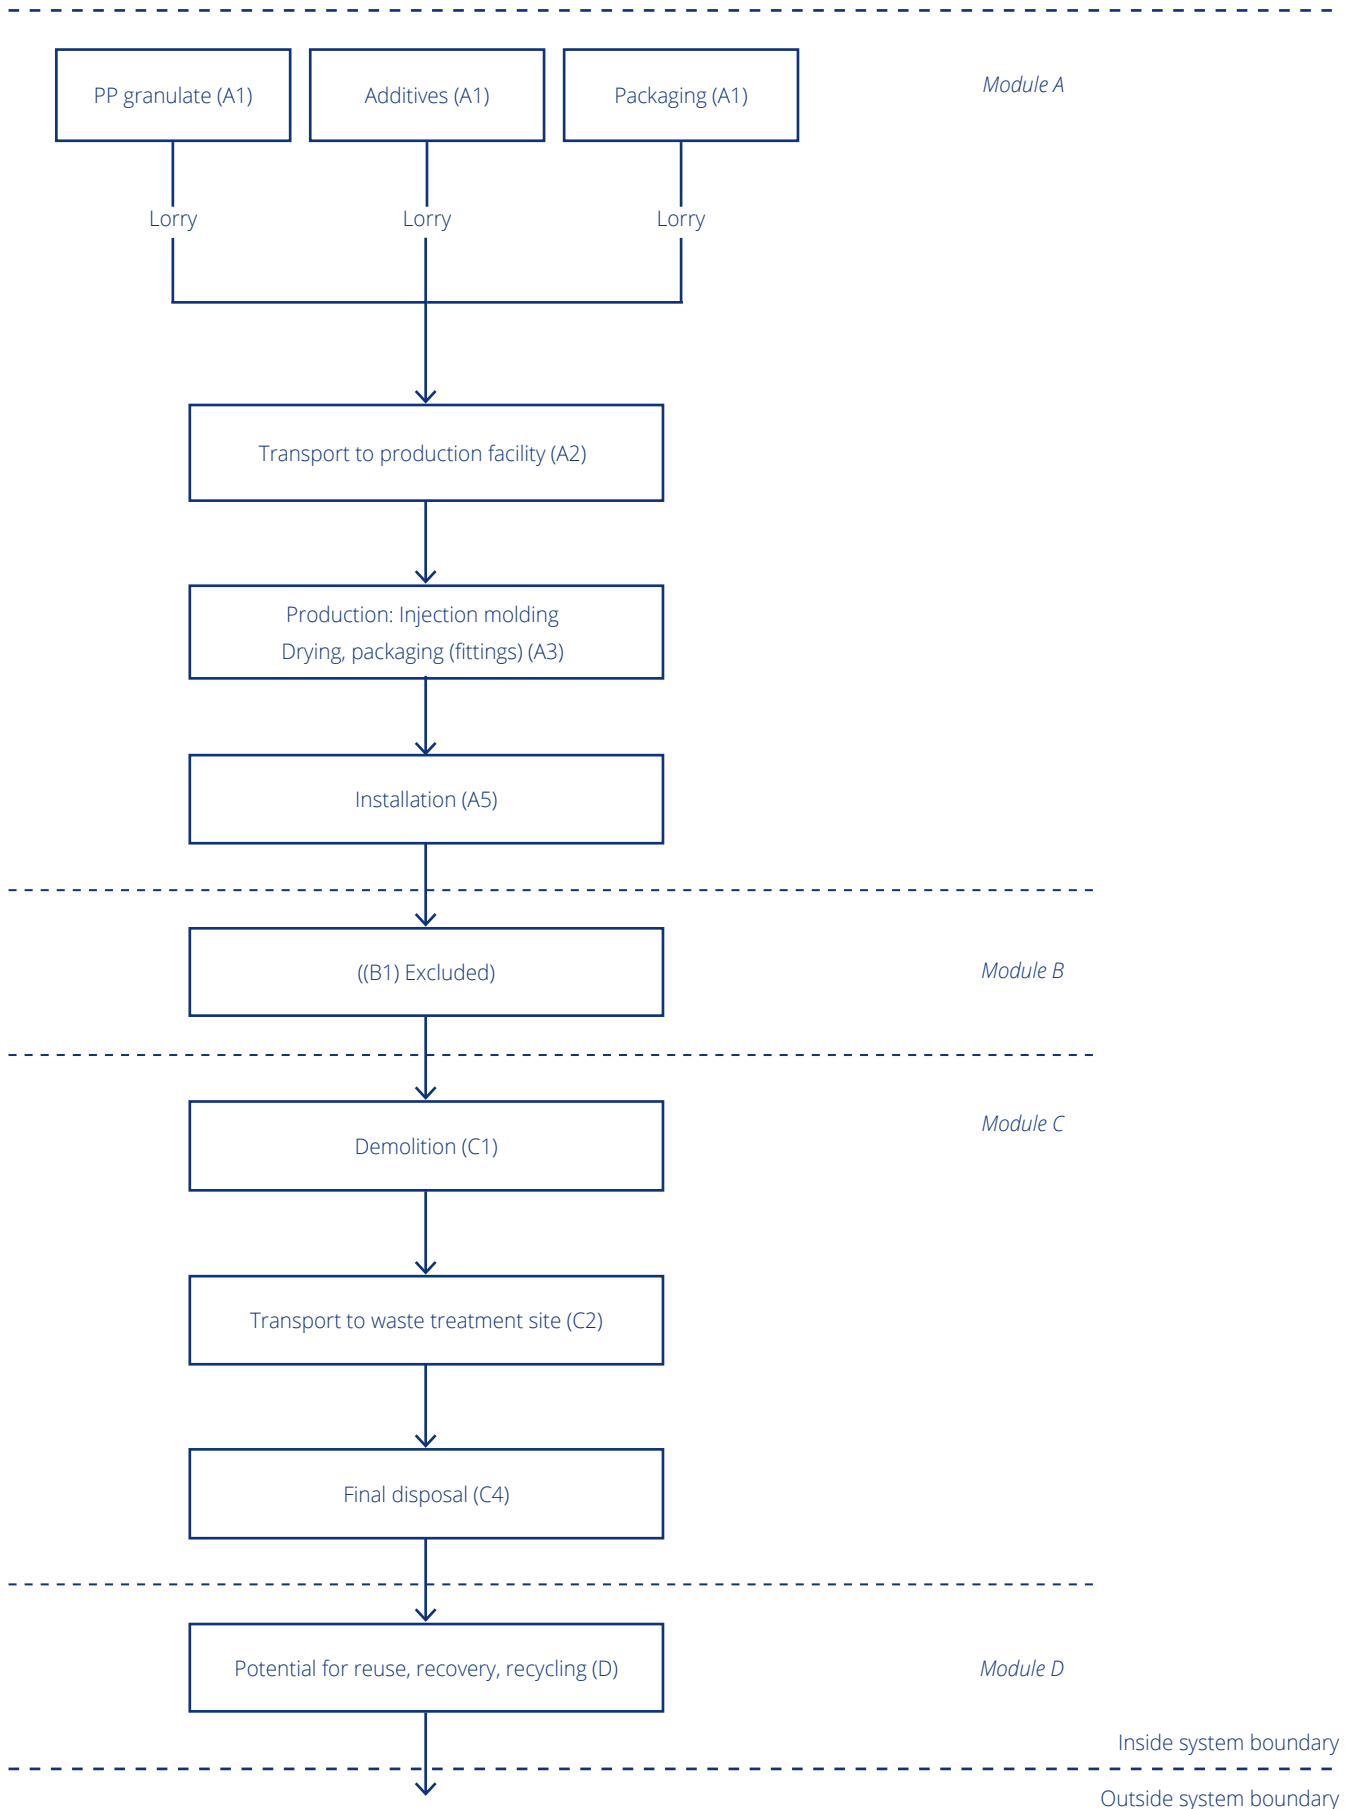 PP granulate (A1)
Additives (A1)
Packaging (A1)
Module A
Lorry
Lorry
Lorry
Transport to production facility (A2)
Production: Injection molding
Drying, packaging (fittings) (A3)
Installation (A5)
((B1) Excluded)
Module B
Module C
Demolition (C1)
Transport to waste treatment site (C2)
Final disposal (C4)
Potential for reuse, recovery, recycling (D)
Module D
Inside system boundary
Outside system boundary